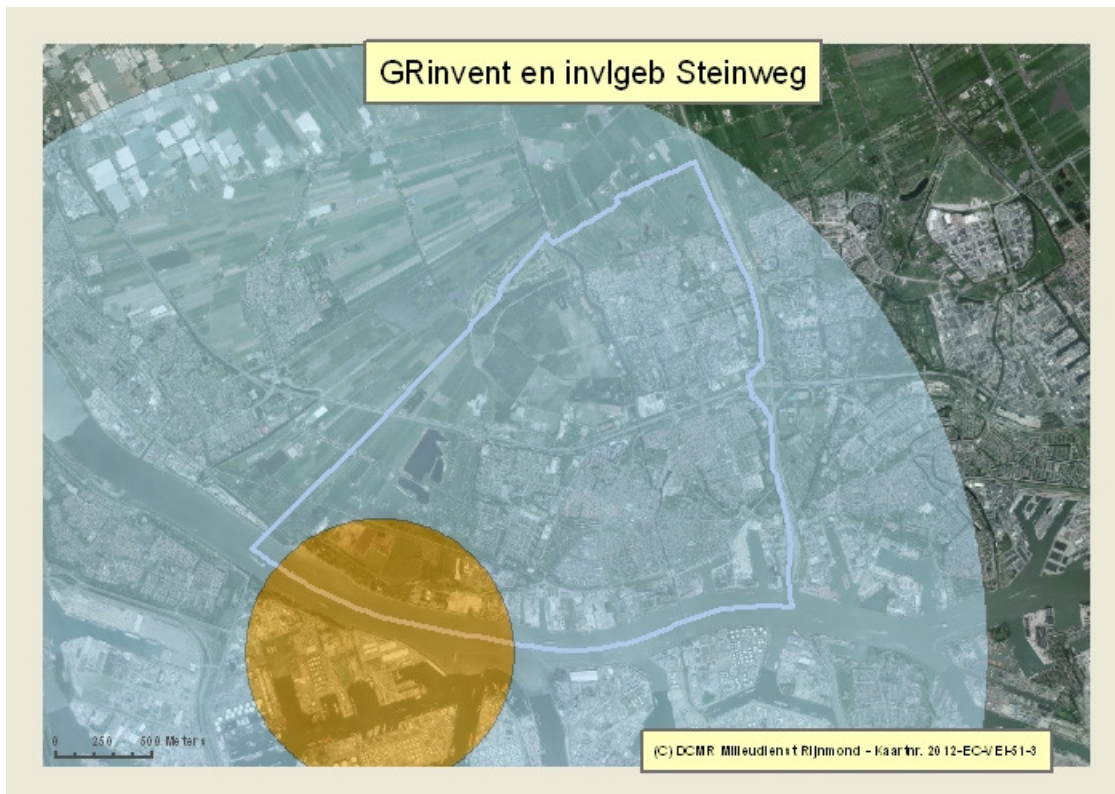 GRinvent en invlgeb Steinweg
0 250 500 Meters
(C) DCMR Milieudienst Rijnmond - Kaartnr. 2012-EC-VEI-51-3